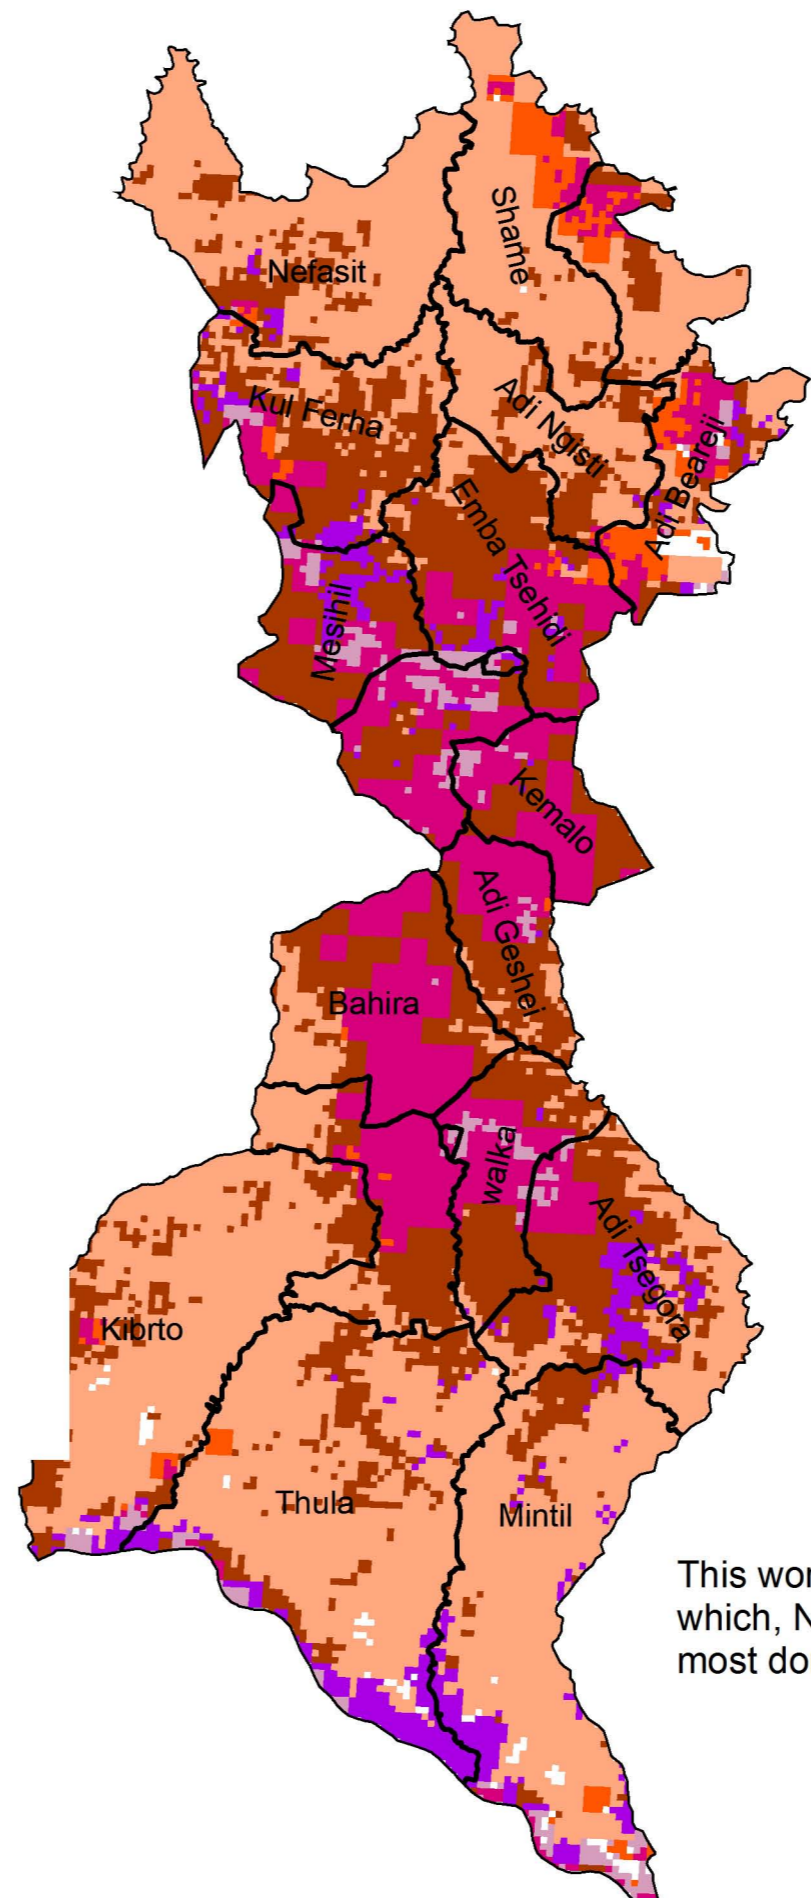 Shame
Nefasit
Kul Ferha
Adi Ngisti
Adi Beareji
Emba Tsehidi
Mesihil
Kemalo
Adi Geshei
Bahira
walka
Adi Tsegora
Kibrto
Thula
Mintil
This wor
which, N
most do